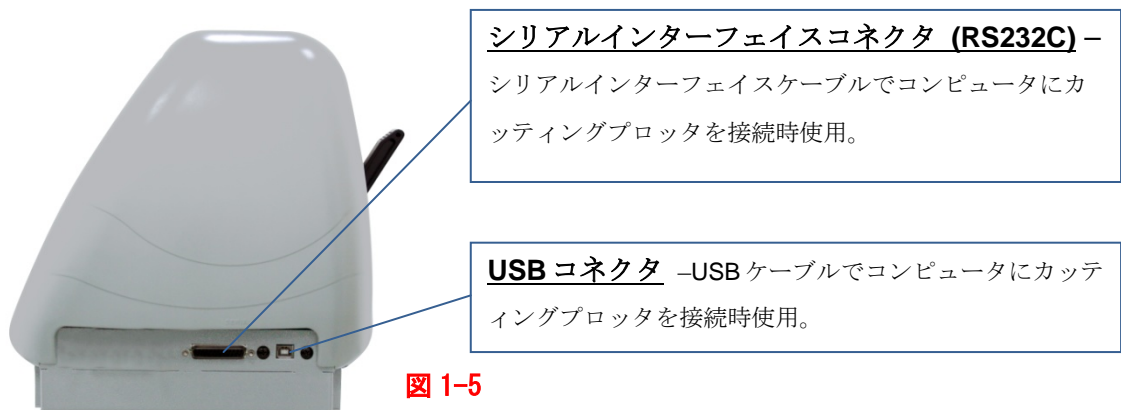 シリアルインターフェイスコネクタ (RS232C) –
シリアルインターフェイスケーブルでコンピュータにカ
ッティングプロッタを接続時使用。
USB コネクタ –USB ケーブルでコンピュータにカッテ
ィングプロッタを接続時使用。
図 1-5